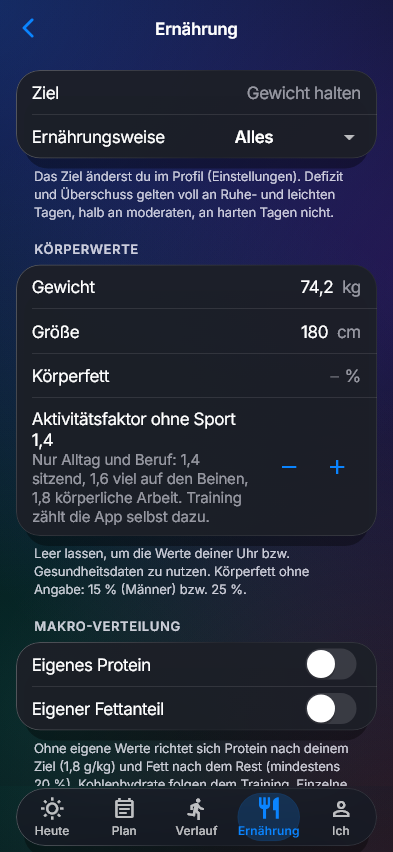 Ernährung
Ziel Gewicht halten
Ernährungsweise Alles
Das Ziel änderst du im Profil (Einstellungen). Defizit
und Überschuss gelten voll an Ruhe- und leichten
Tagen, halb an moderaten, an harten Tagen nicht.
KÖRPERWERTE
Gewicht 74,2 kg
Größe 180 cm
Körperfett – %
Aktivitätsfaktor ohne Sport
1,4
Nur Alltag und Beruf: 1,4
sitzend, 1,6 viel auf den Beinen,
1,8 körperliche Arbeit. Training
zählt die App selbst dazu.
Leer lassen, um die Werte deiner Uhr bzw.
Gesundheitsdaten zu nutzen. Körperfett ohne
Angabe: 15 % (Männer) bzw. 25 %.
MAKRO-VERTEILUNG
Eigenes Protein
Eigener Fettanteil
Ohne eigene Werte richtet sich Protein nach deinem
Ziel (1,8 g/kg) und Fett nach dem Rest (mindestens
20 %). Kohlenhydrate folgen dem Training. Einzelne
Heute Plan Verlauf Ernährung Ich